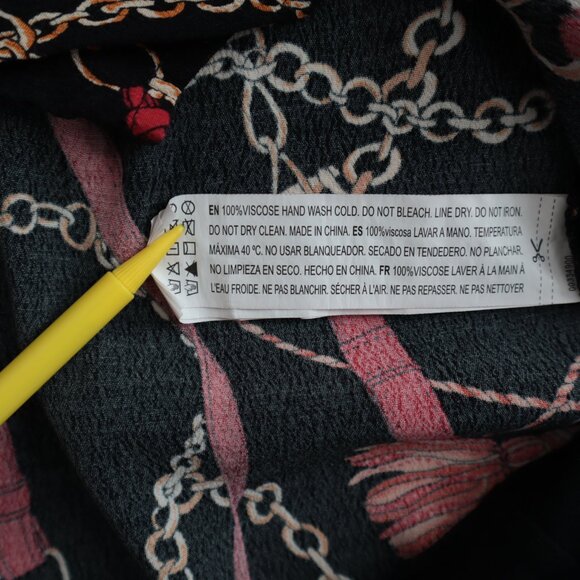 EN 100%VISCOSE HAND WASH COLD. DO NOT BLEACH. LINE DRY. DO NOT IRON.
DO NOT DRY CLEAN. MADE IN CHINA. ES 100%viscosa LAVAR A MANO. TEMPERATURA
MÁXIMA 40 ºC. NO USAR BLANQUEADOR. SECADO EN TENDEDERO. NO PLANCHAR.
NO LIMPIEZA EN SECO. HECHO EN CHINA. FR 100%VISCOSE LAVER À LA MAIN À
L'EAU FROIDE. NE PAS BLANCHIR. SÉCHER À L'AIR. NE PAS REPASSER. NE PAS NETTOYER